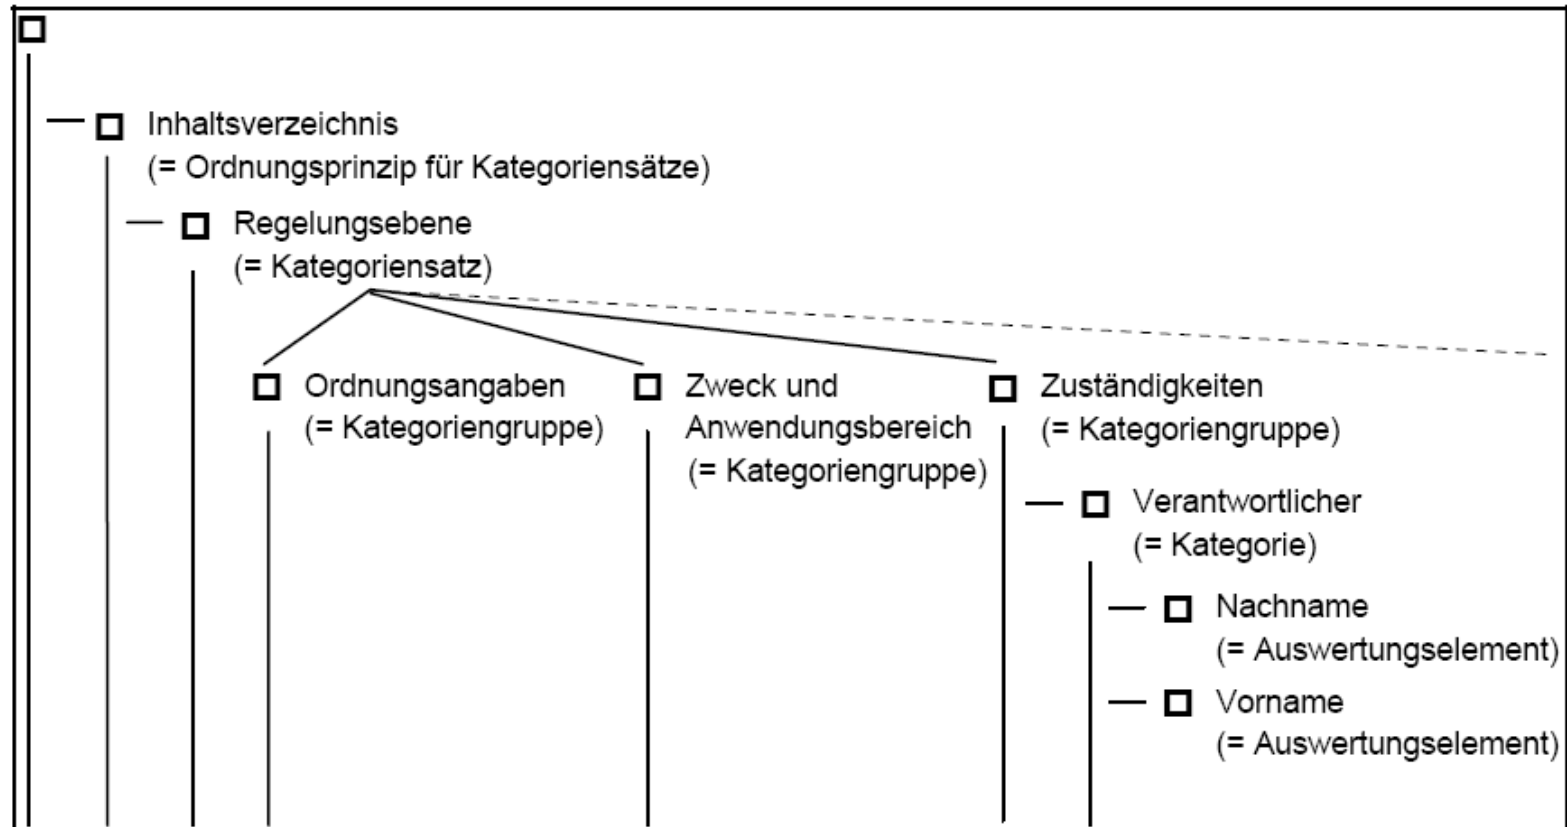 Inhaltsverzeichnis
(= Ordnungsprinzip für Kategoriensätze)
Regelungsebene
(= Kategoriensatz)
Ordnungsangaben
(= Kategoriengruppe)
Zweck und
Anwendungsbereich
(= Kategoriengruppe)
Zuständigkeiten
(= Kategoriengruppe)
Verantwortlicher
(= Kategorie)
Nachname
(= Auswertungselement)
Vorname
(= Auswertungselement)